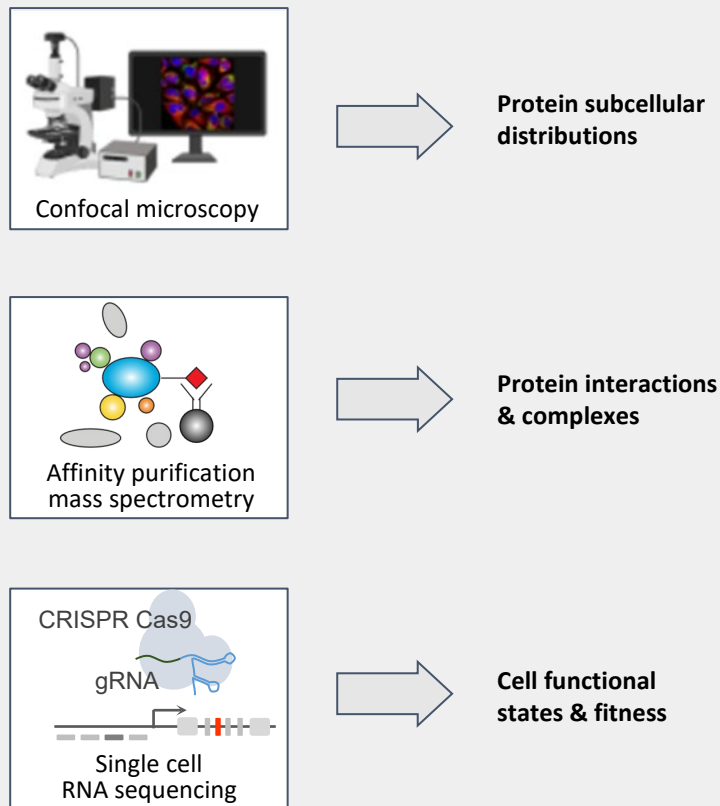 Confocal microscopy
Protein subcellular
distributions
Affinity purification
mass spectrometry
Protein interactions
& complexes
CRISPR Cas9
gRNA
Single cell
RNA sequencing
Cell functional
states & fitness